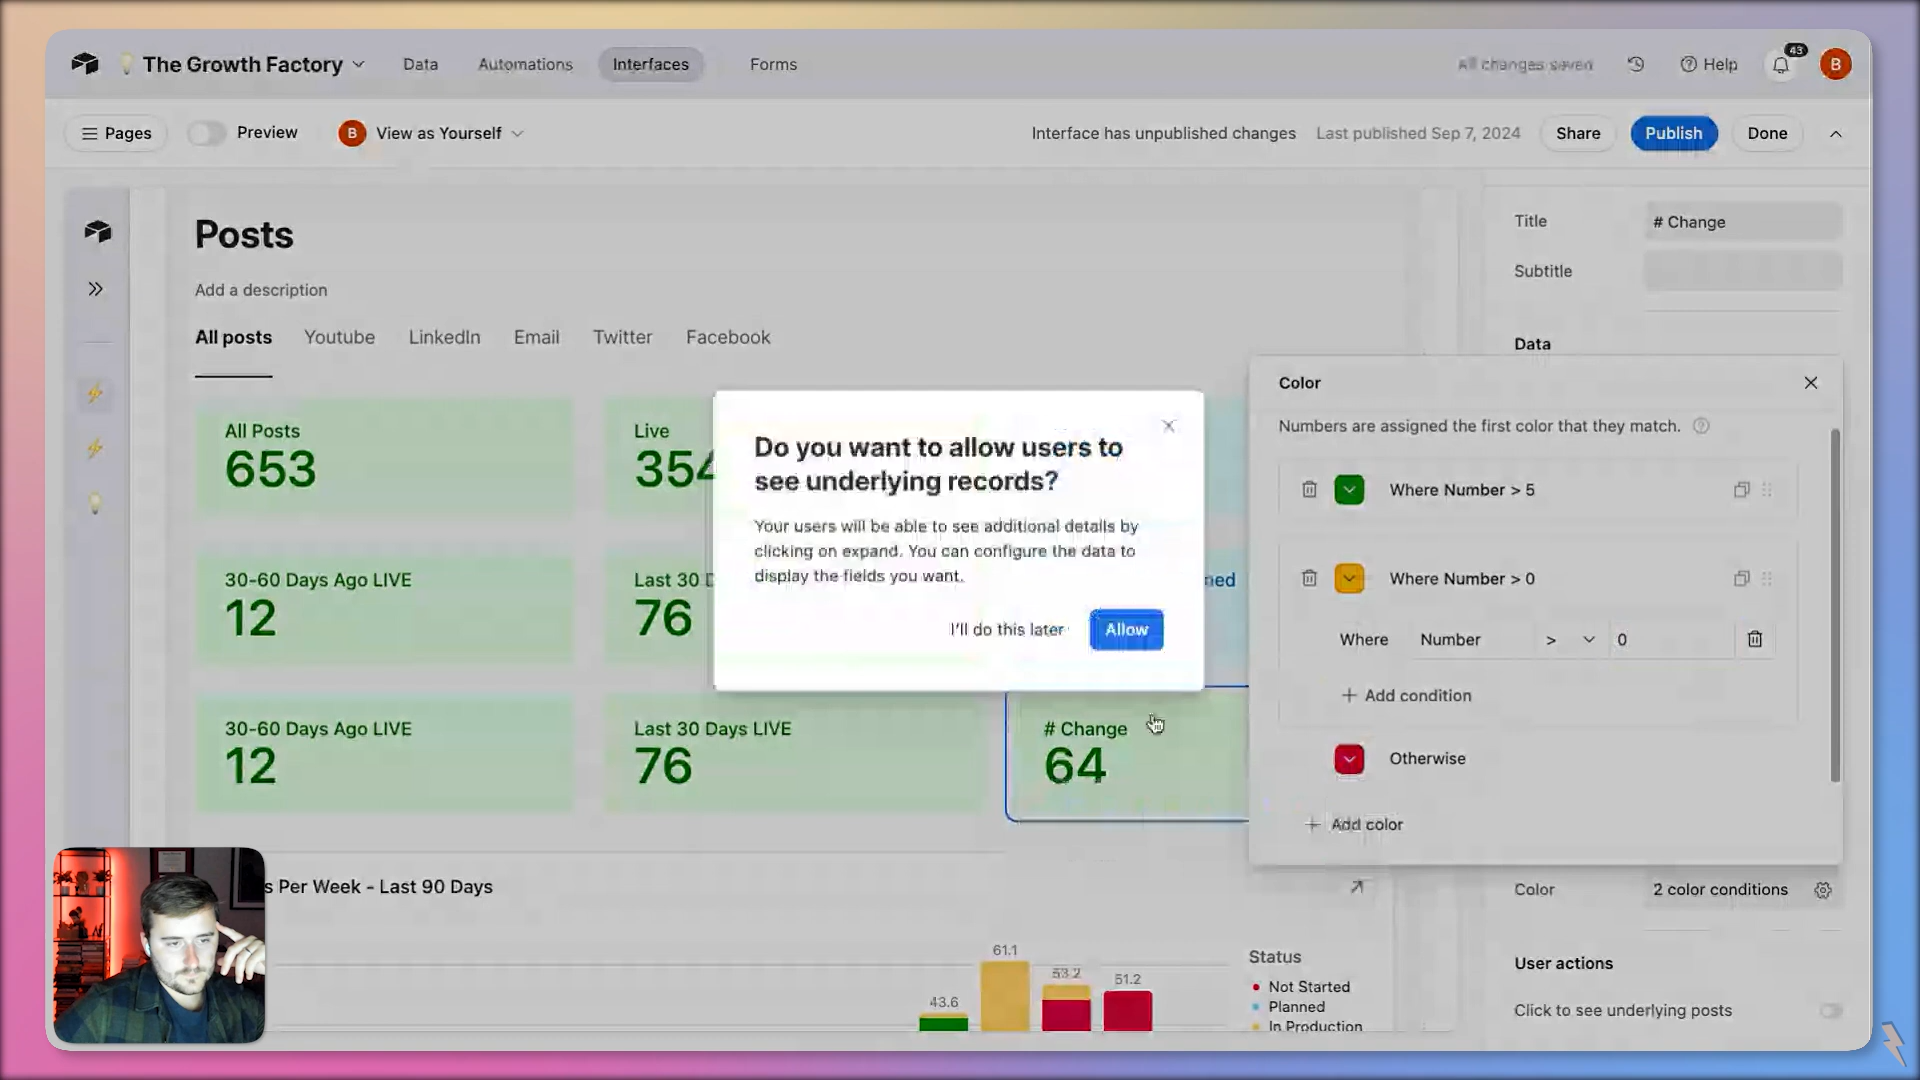 The Growth Factory
Data
Automations
Interfaces
Forms
All changes saved
Help
43
B
Pages
Preview
B
View as Yourself
Interface has unpublished changes
Last published Sep 7, 2024
Share
Publish
Done
Posts
Add a description
All posts
Youtube
LinkedIn
Email
Twitter
Facebook
All Posts
653
Live
354
30-60 Days Ago LIVE
12
Last 30 D
76
ned
30-60 Days Ago LIVE
12
Last 30 Days LIVE
76
# Change
64
Do you want to allow users to
see underlying records?
Your users will be able to see additional details by
clicking on expand. You can configure the data to
display the fields you want.
I'll do this later
Allow
s Per Week - Last 90 Days
43.6
61.1
53.2
51.2
Status
Not Started
Planned
In Production
Title
# Change
Subtitle
Data
Color
Numbers are assigned the first color that they match.
Where Number > 5
Where Number > 0
Where
Number
>
0
+ Add condition
Otherwise
+ Add color
Color
2 color conditions
User actions
Click to see underlying posts